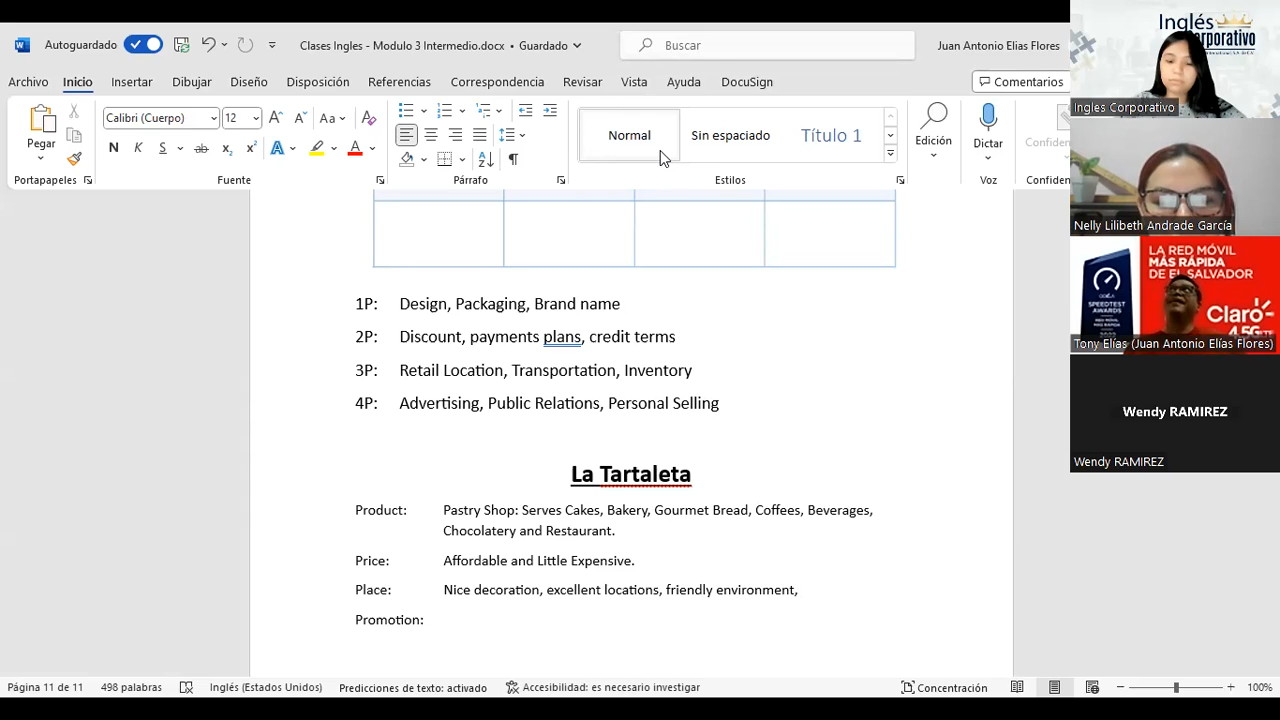 Autoguardado
Clases Ingles - Modulo 3 Intermedio.docx • Guardado
Buscar
Juan Antonio Elias Flores
Archivo Inicio Insertar Dibujar Diseño Disposición Referencias Correspondencia Revisar Vista Ayuda DocuSign
Comentarios
Pegar
Calibri (Cuerpo) 12
Normal
Sin espaciado
Título 1
Edición
Dictar
Confiden
Portapapeles
Fuente
Párrafo
Estilos
Voz
Confiden
1P: Design, Packaging, Brand name
2P: Discount, payments plans, credit terms
3P: Retail Location, Transportation, Inventory
4P: Advertising, Public Relations, Personal Selling
La Tartaleta
Product: Pastry Shop: Serves Cakes, Bakery, Gourmet Bread, Coffees, Beverages,
Chocolatery and Restaurant.
Price: Affordable and Little Expensive.
Place: Nice decoration, excellent locations, friendly environment,
Promotion:
Página 11 de 11
498 palabras
Inglés (Estados Unidos)
Predicciones de texto: activado
Accesibilidad: es necesario investigar
Concentración
100%
Inglés
Corporativo
Ingles Corporativo
Nelly Lilibeth Andrade García
LA RED MÓVIL
MÁS RÁPIDA
DE EL SALVADOR
SPEEDTEST
AWARDS
Claro
4.5G
Tony Elías (Juan Antonio Elías Flores)
Wendy RAMIREZ
Wendy RAMIREZ